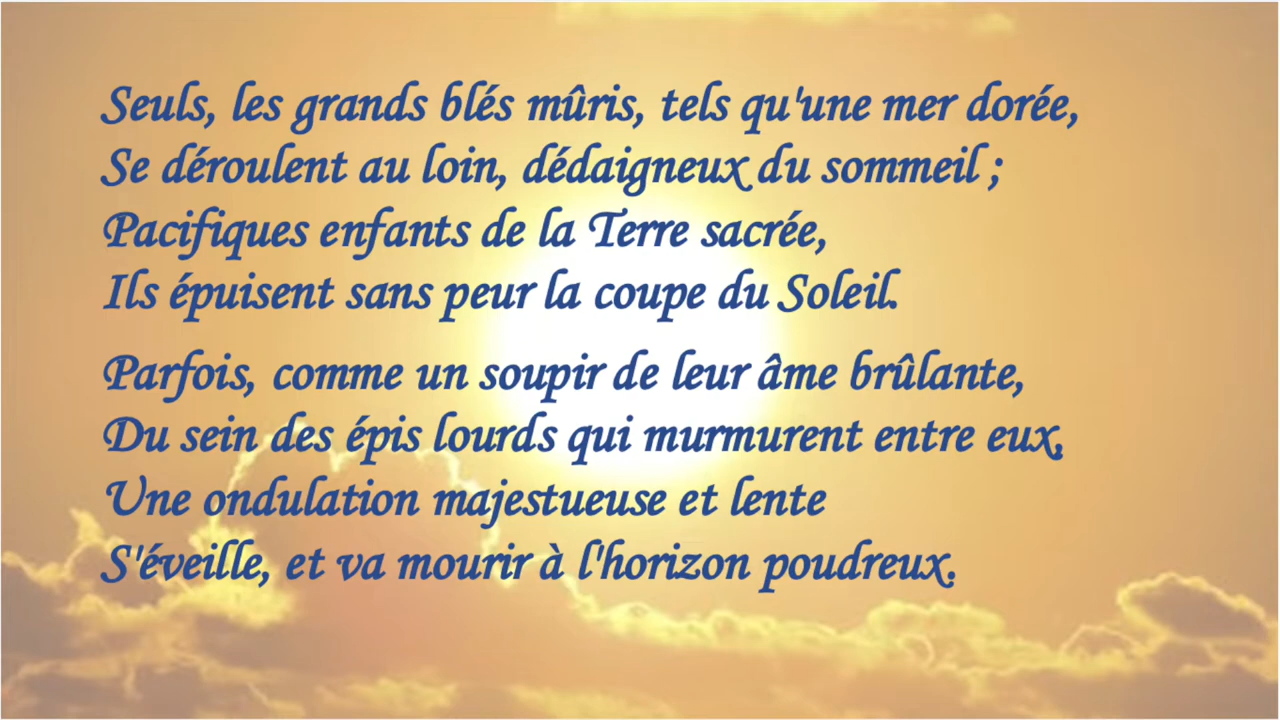 Seuls, les grands blés mûris, tels qu'une mer dorée,
Se déroulent au loin, dédaigneux du sommeil ;
Pacifiques enfants de la Terre sacrée,
Ils épuisent sans peur la coupe du Soleil.
Parfois, comme un soupir de leur âme brûlante,
Du sein des épis lourds qui murmurent entre eux,
Une ondulation majestueuse et lente
S'éveille, et va mourir à l'horizon poudreux.